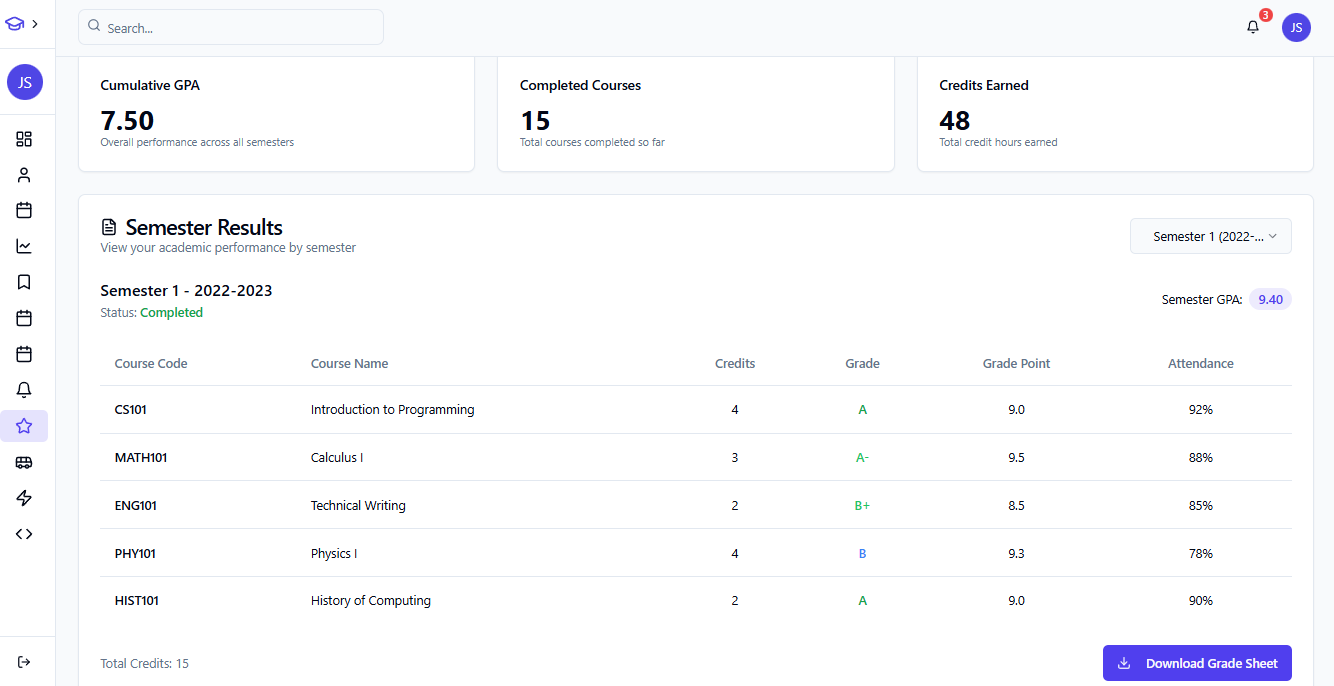 Search...
3
JS
JS
Cumulative GPA
7.50
Overall performance across all semesters
Completed Courses
15
Total courses completed so far
Credits Earned
48
Total credit hours earned
Semester Results
View your academic performance by semester
Semester 1 (2022-...
Semester 1 - 2022-2023
Status: Completed
Semester GPA: 9.40
Course Code Course Name Credits Grade Grade Point Attendance
CS101 Introduction to Programming 4 A 9.0 92%
MATH101 Calculus I 3 A- 9.5 88%
ENG101 Technical Writing 2 B+ 8.5 85%
PHY101 Physics I 4 B 9.3 78%
HIST101 History of Computing 2 A 9.0 90%
Total Credits: 15
Download Grade Sheet